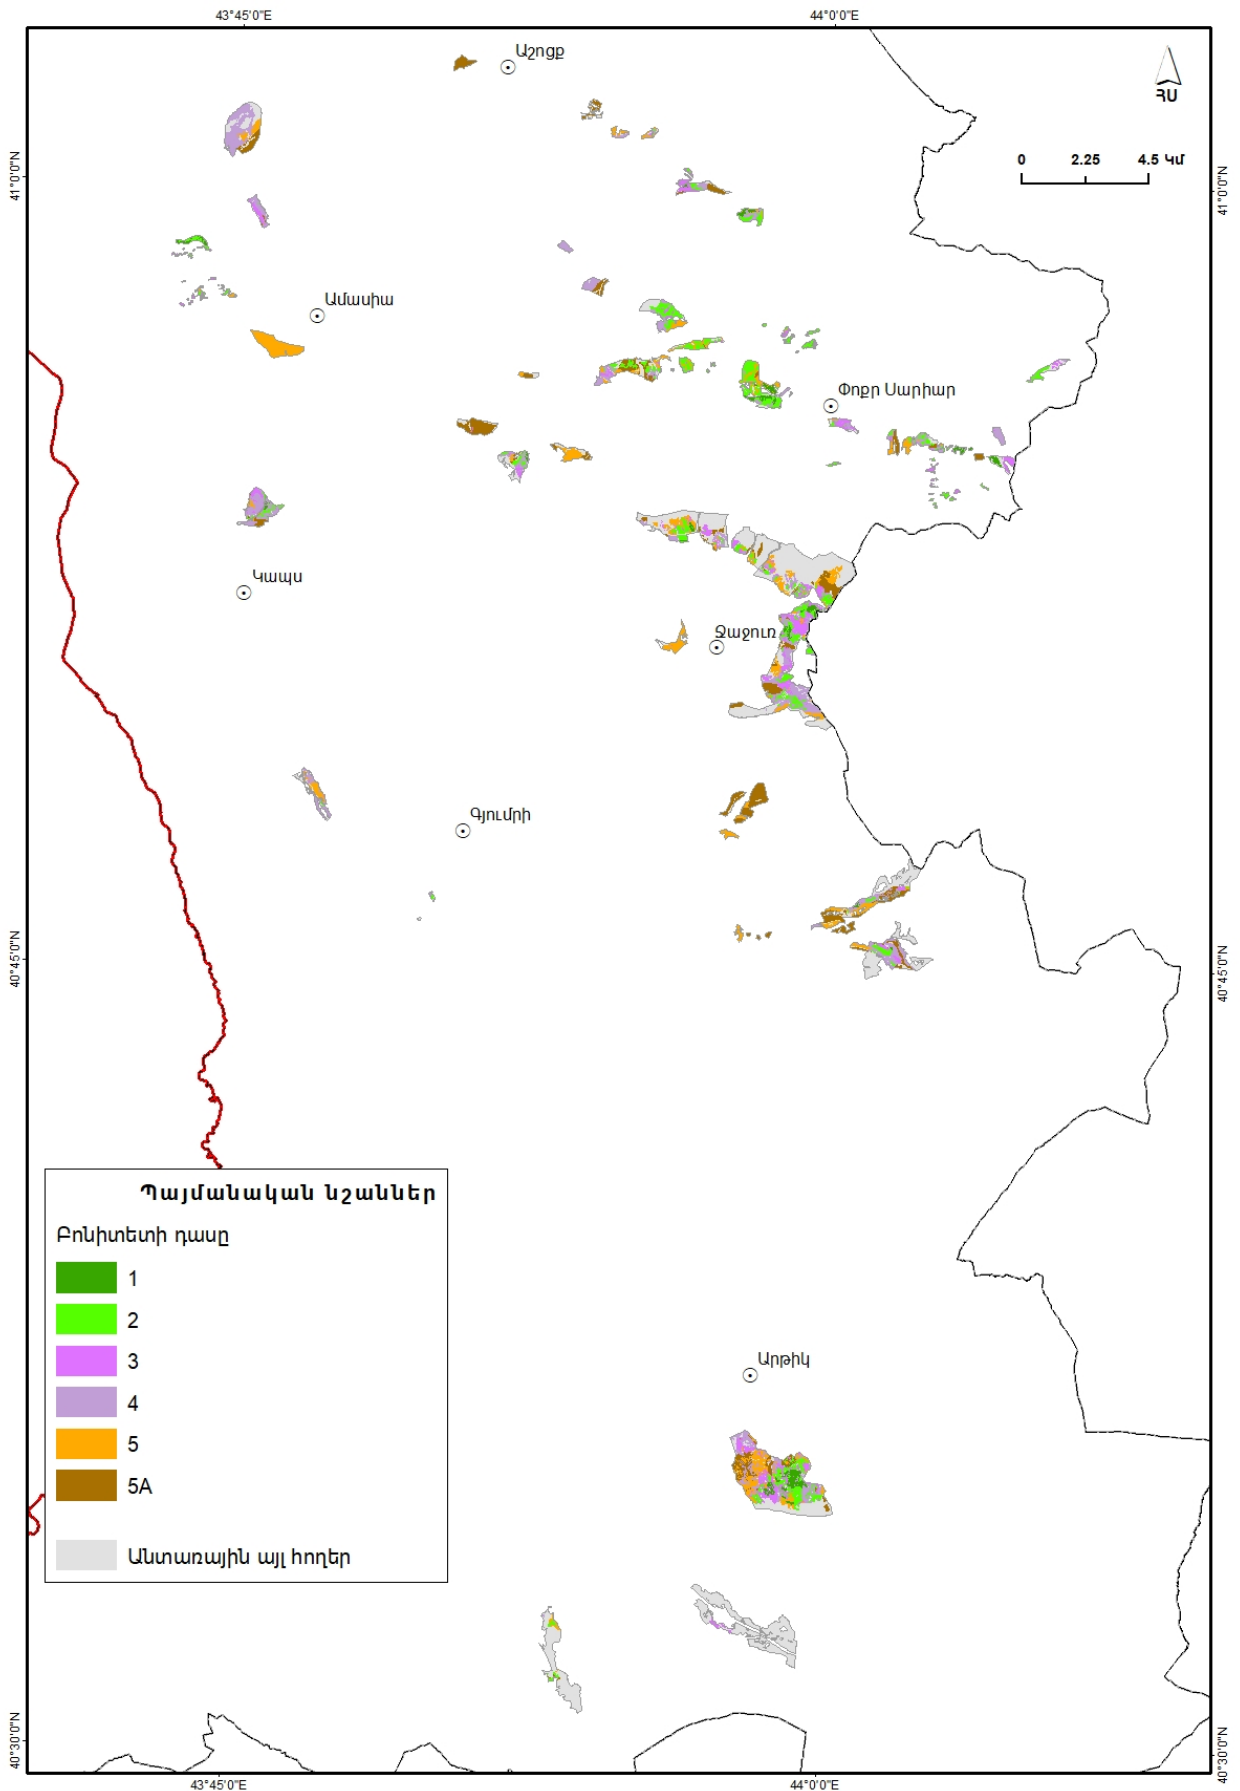 43°45'0"E
44°0'0"E
Աշոցք
ՀՍ
0 2.25 4.5 Կմ
41°0'0"N
41°0'0"N
Ամասիա
Փոքր Սարիար
Կապս
Ջաջուռ
Գյումրի
40°45'0"N
40°45'0"N
Պայմանական նշաններ
Բոնիտետի դասը
1
2
3
4
5
5A
Անտառային այլ հողեր
Արթիկ
40°30'0"N
40°30'0"N
43°45'0"E
44°0'0"E